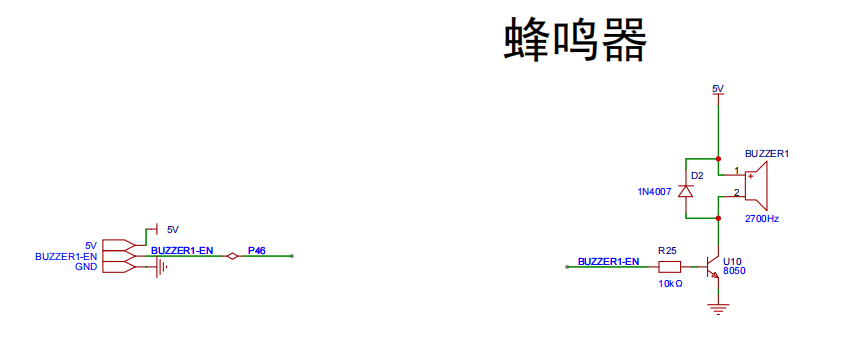 蜂鸣器
5V
BUZZER1
1
D2
1N4007
2
2700Hz
5V
5V
BUZZER1-EN
P46
BUZZER1-EN
GND
R25
BUZZER1-EN
U10
8050
10kΩ